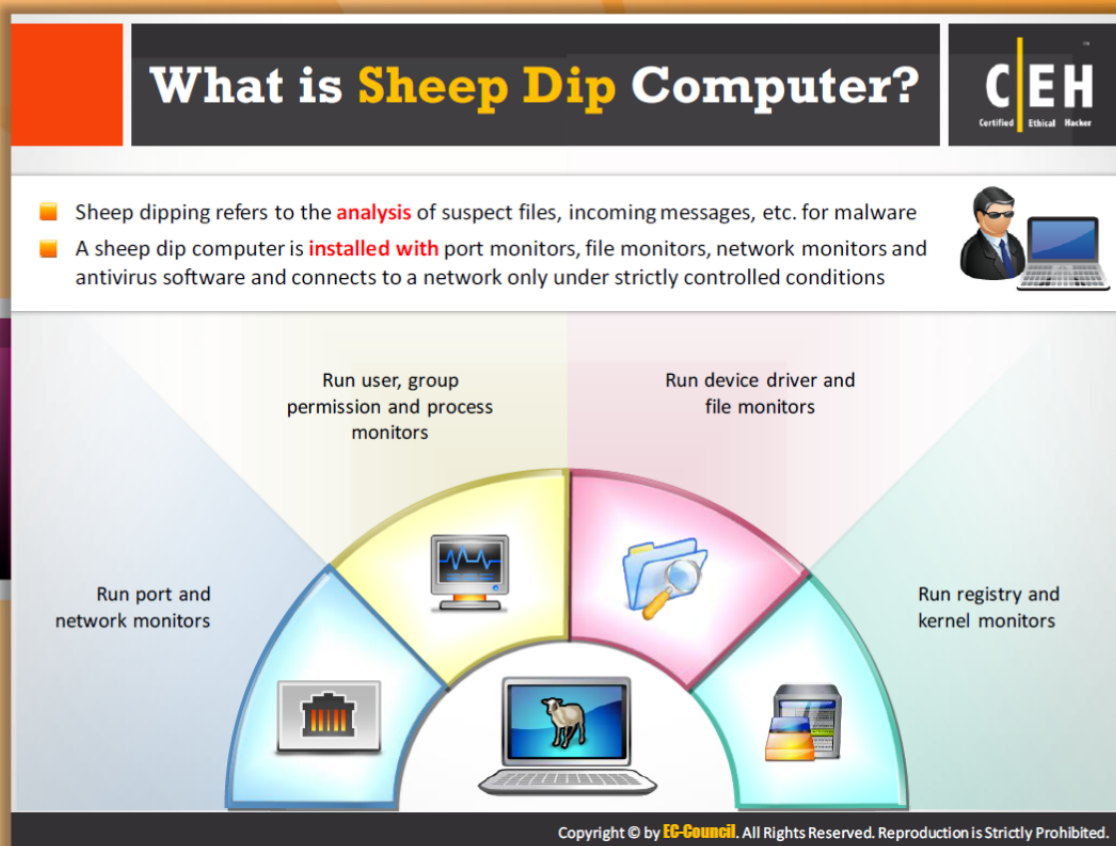 What is Sheep Dip Computer?
TM
C EH
Certified Ethical Hacker
Sheep dipping refers to the analysis of suspect files, incoming messages, etc. for malware
A sheep dip computer is installed with port monitors, file monitors, network monitors and
antivirus software and connects to a network only under strictly controlled conditions
Run user, group
permission and process
monitors
Run device driver and
file monitors
Run port and
network monitors
Run registry and
kernel monitors
Copyright © by EC-Council. All Rights Reserved. Reproduction is Strictly Prohibited.